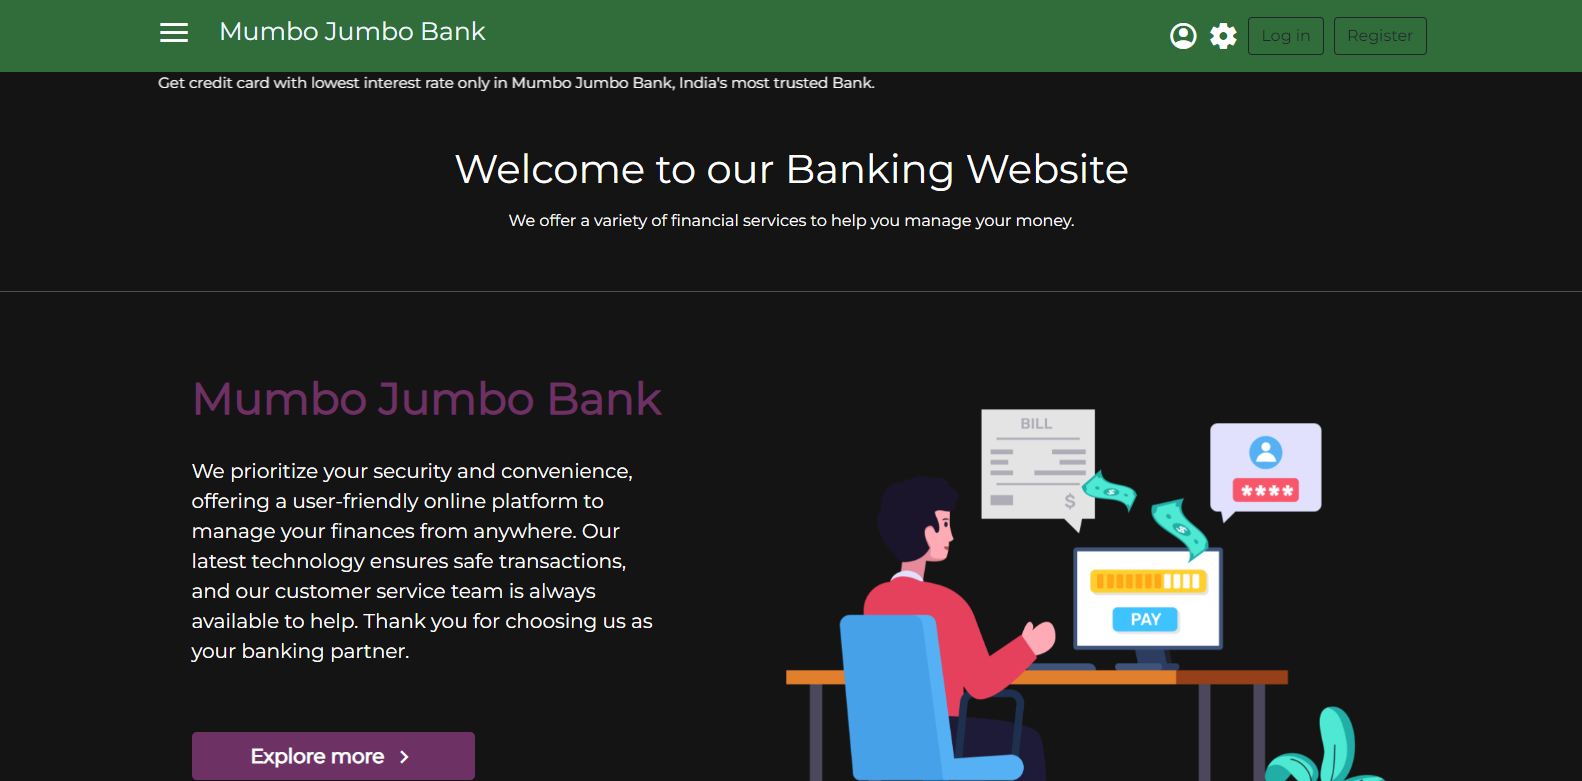 Mumbo Jumbo Bank
Log in
Register
Get credit card with lowest interest rate only in Mumbo Jumbo Bank, India's most trusted Bank.
Welcome to our Banking Website
We offer a variety of financial services to help you manage your money.
Mumbo Jumbo Bank
We prioritize your security and convenience,
offering a user-friendly online platform to
manage your finances from anywhere. Our
latest technology ensures safe transactions,
and our customer service team is always
available to help. Thank you for choosing us as
your banking partner.
Explore more
BILL
$
****
PAY